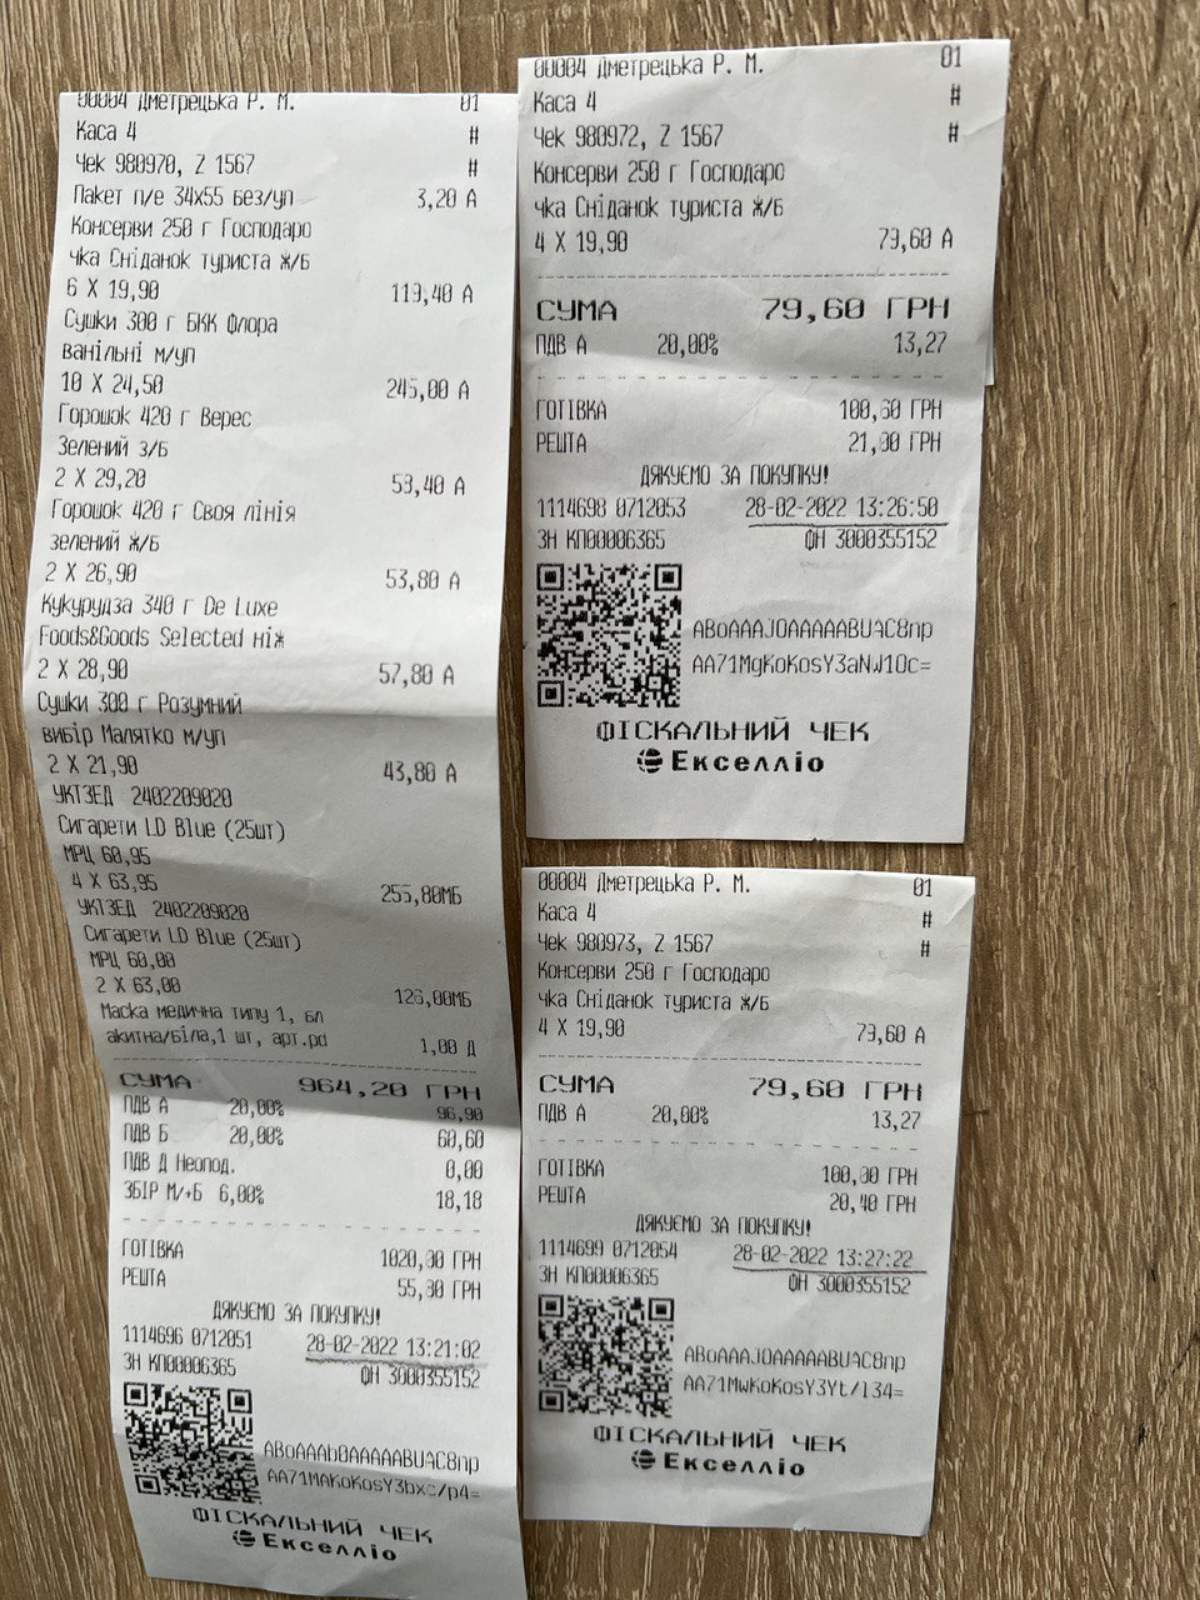 00004 Дметрецька Р. М. 01
Каса 4 #
Чек 980970, Z 1567 #
Пакет п/е 34х55 без/уп 3,20 А
Консерви 250 г Господаро
чка Сніданок туриста ж/б
6 X 19,90 119,40 А
Сушки 300 г БКК Флора
ванільні м/уп
10 X 24,50 245,00 А
Горошок 420 г Верес
Зелений з/б
2 X 29,20 58,40 А
Горошок 420 г Своя лінія
зелений ж/б
2 X 26,90 53,80 А
Кукурудза 340 г De Luxe
Foods&Goods Selected ніж
2 X 28,90 57,80 А
Сушки 300 г Розумний
вибір Малятко м/уп
2 X 21,90 43,80 А
УКТЗЕД 2402209020
Сигарети LD Blue (25шт)
МРЦ 60,95
4 X 63,95 255,80МБ
УКТЗЕД 2402209020
Сигарети LD Blue (25шт)
МРЦ 60,00
2 X 63,00 126,00МБ
Маска медична типу 1, бл
акитна/біла,1 шт, арт.pd 1,00 Д
СУМА 964,20 ГРН
ПДВ А 20,00% 96,90
ПДВ Б 20,00% 60,60
ПДВ Д Неопод. 0,00
ЗБІР М/+Б 6,00% 18,18
ГОТІВКА 1020,00 ГРН
РЕШТА 55,80 ГРН
ДЯКУЄМО ЗА ПОКУПКУ!
1114696 0712051 28-02-2022 13:21:02
ЗН КП00006365 ФН 3000355152
AA71MAKoKosY3bxc/p4=
ФІСКАЛЬНИЙ ЧЕК
Екселліо
00004 Дметрецька Р. М. 01
Каса 4 #
Чек 980972, Z 1567 #
Консерви 250 г Господаро
чка Сніданок туриста ж/б
4 X 19,90 79,60 А
СУМА 79,60 ГРН
ПДВ А 20,00% 13,27
ГОТІВКА 100,60 ГРН
РЕШТА 21,00 ГРН
ДЯКУЄМО ЗА ПОКУПКУ!
1114698 0712053 28-02-2022 13:26:50
ЗН КП00006365 ФН 3000355152
AA71MgKoKosY3aNW10c=
ФІСКАЛЬНИЙ ЧЕК
Екселліо
00004 Дметрецька Р. М. 01
Каса 4 #
Чек 980973, Z 1567 #
Консерви 250 г Господаро
чка Сніданок туриста ж/б
4 X 19,90 79,60 А
СУМА 79,60 ГРН
ПДВ А 20,00% 13,27
ГОТІВКА 100,00 ГРН
РЕШТА 20,40 ГРН
ДЯКУЄМО ЗА ПОКУПКУ!
1114699 0712054 28-02-2022 13:27:22
ЗН КП00006365 ФН 3000355152
AA71MwKoKosY3Yt/l34=
ФІСКАЛЬНИЙ ЧЕК
Екселліо